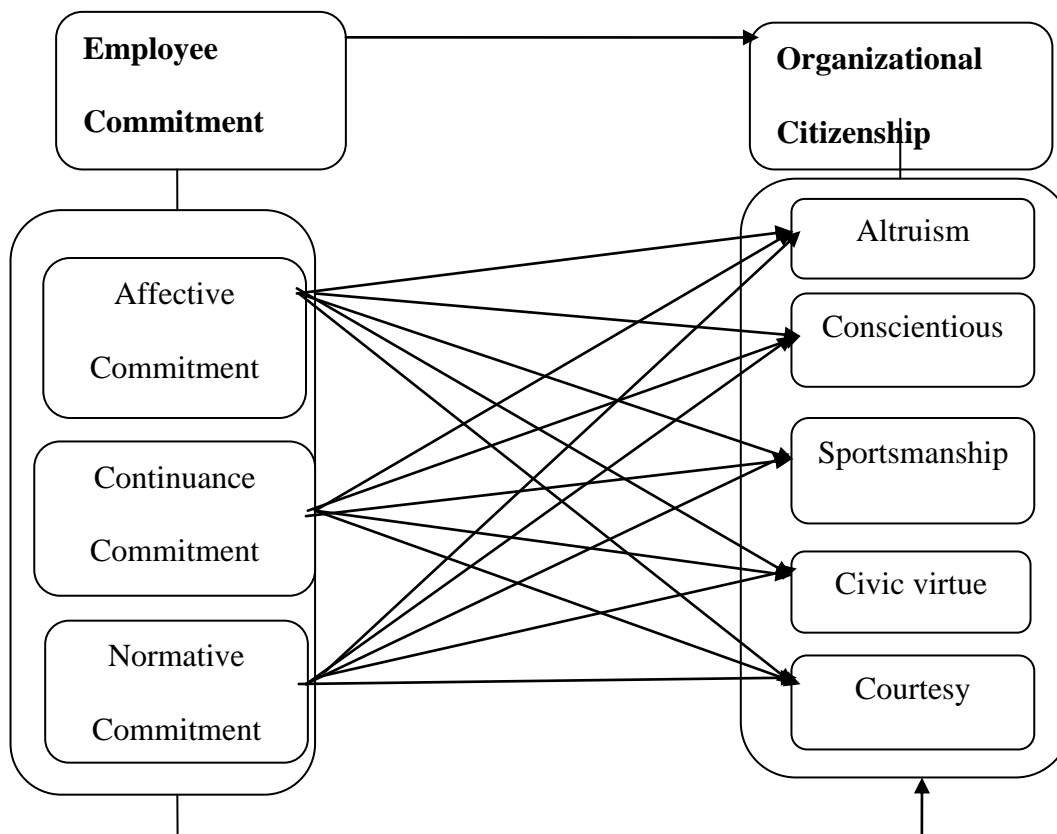 Employee
Commitment
Organizational
Citizenship
Affective
Commitment
Continuance
Commitment
Normative
Commitment
Altruism
Conscientious
Sportsmanship
Civic virtue
Courtesy